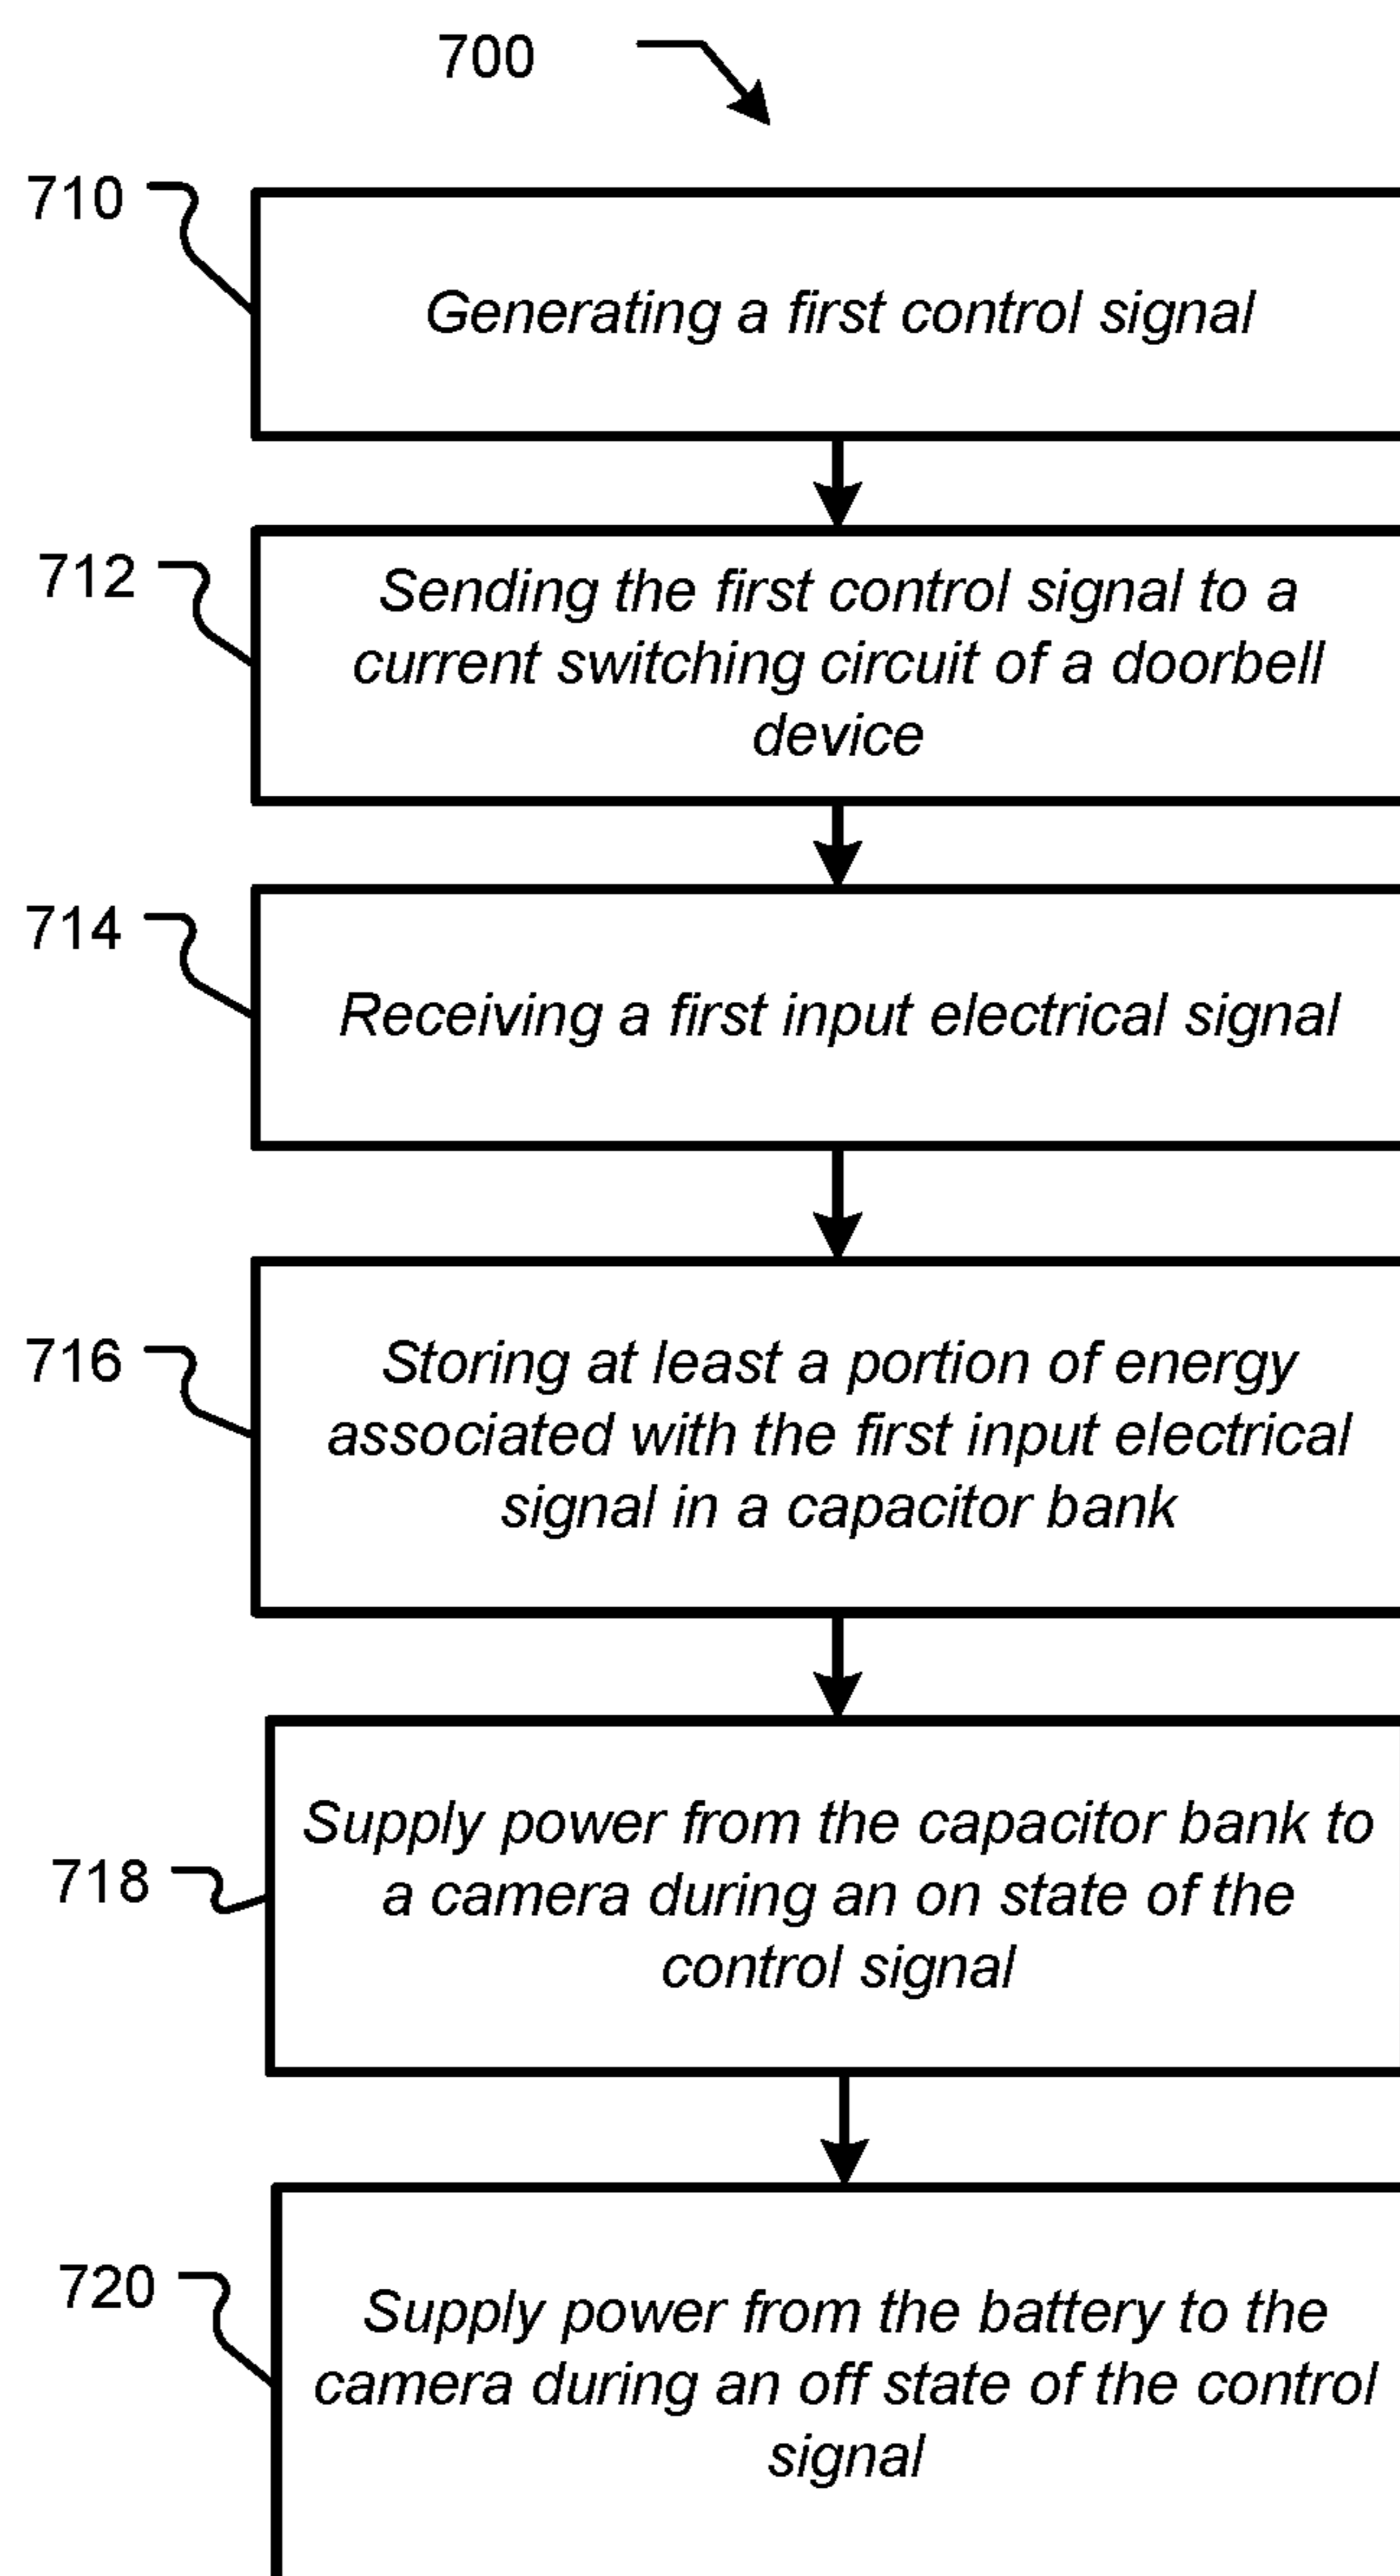 700
710
Generating a first control signal
712
Sending the first control signal to a
current switching circuit of a doorbell
device
714
Receiving a first input electrical signal
716
Storing at least a portion of energy
associated with the first input electrical
signal in a capacitor bank
718
Supply power from the capacitor bank to
a camera during an on state of the
control signal
720
Supply power from the battery to the
camera during an off state of the control
signal